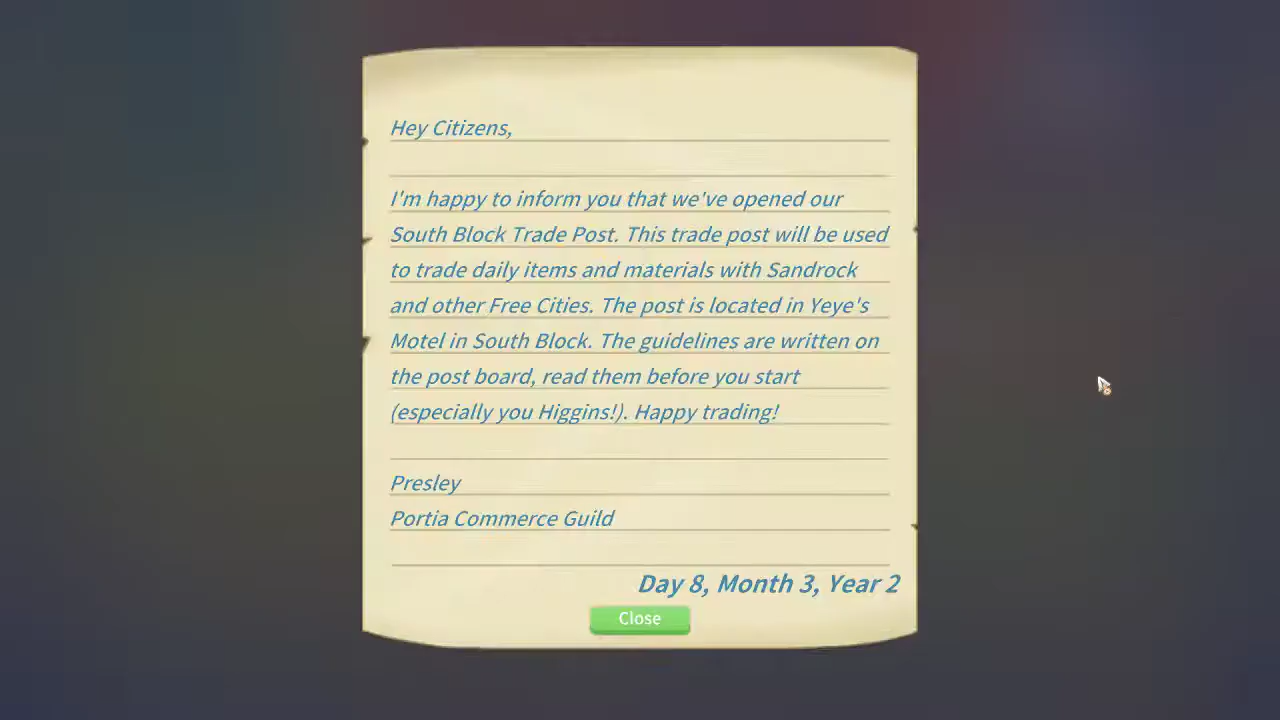 Hey Citizens,
I'm happy to inform you that we've opened our
South Block Trade Post. This trade post will be used
to trade daily items and materials with Sandrock
and other Free Cities. The post is located in Yeye's
Motel in South Block. The guidelines are written on
the post board, read them before you start
(especially you Higgins!). Happy trading!
Presley
Portia Commerce Guild
Day 8, Month 3, Year 2
Close